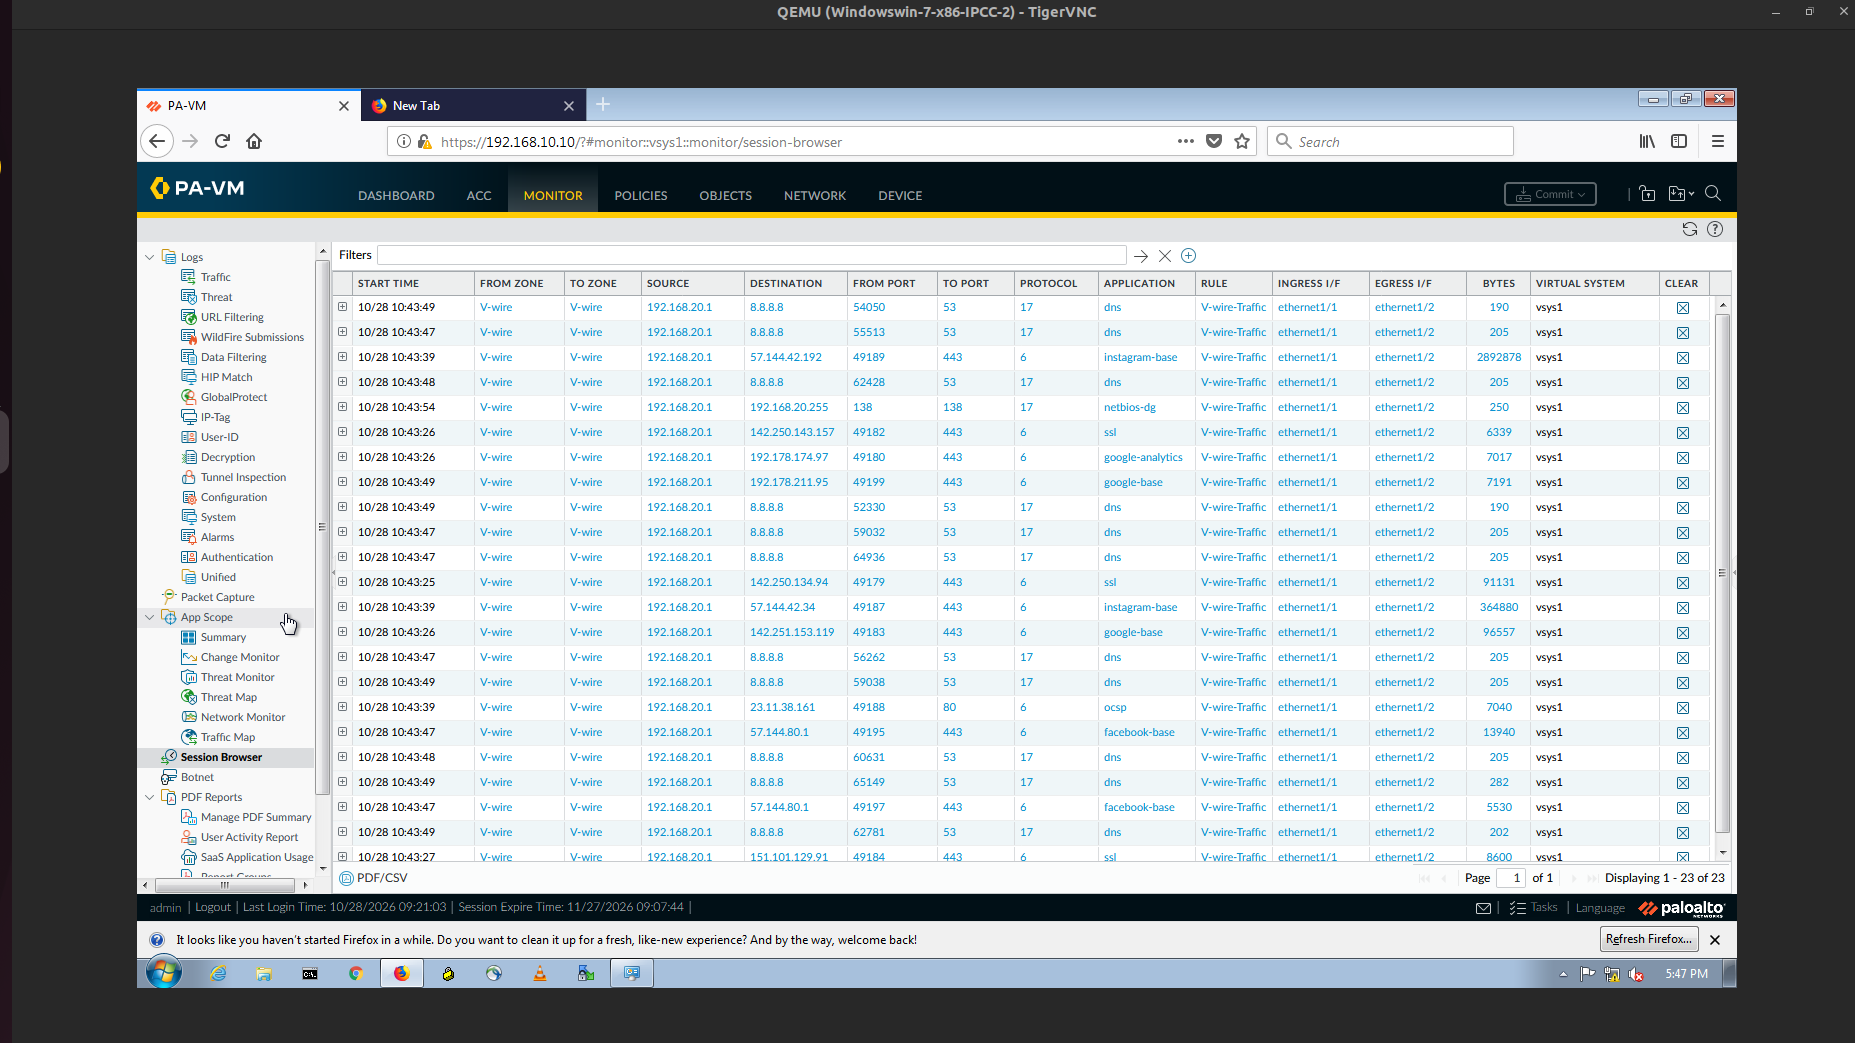 QEMU (Windowswin-7-x86-IPCC-2) - TigerVNC
PA-VM
New Tab
https://192.168.10.10/?#monitor::vsys1::monitor/session-browser
Search
PA-VM
DASHBOARD ACC MONITOR POLICIES OBJECTS NETWORK DEVICE
Commit
Logs
Traffic
Threat
URL Filtering
WildFire Submissions
Data Filtering
HIP Match
GlobalProtect
IP-Tag
User-ID
Decryption
Tunnel Inspection
Configuration
System
Alarms
Authentication
Unified
Packet Capture
App Scope
Summary
Change Monitor
Threat Monitor
Threat Map
Network Monitor
Traffic Map
Session Browser
Botnet
PDF Reports
Manage PDF Summary
User Activity Report
SaaS Application Usage
Report Groups
Filters
START TIME FROM ZONE TO ZONE SOURCE DESTINATION FROM PORT TO PORT PROTOCOL APPLICATION RULE INGRESS I/F EGRESS I/F BYTES VIRTUAL SYSTEM CLEAR
10/28 10:43:49 V-wire V-wire 192.168.20.1 8.8.8.8 54050 53 17 dns V-wire-Traffic ethernet1/1 ethernet1/2 190 vsys1
10/28 10:43:47 V-wire V-wire 192.168.20.1 8.8.8.8 55513 53 17 dns V-wire-Traffic ethernet1/1 ethernet1/2 205 vsys1
10/28 10:43:39 V-wire V-wire 192.168.20.1 57.144.42.192 49189 443 6 instagram-base V-wire-Traffic ethernet1/1 ethernet1/2 2892878 vsys1
10/28 10:43:48 V-wire V-wire 192.168.20.1 8.8.8.8 62428 53 17 dns V-wire-Traffic ethernet1/1 ethernet1/2 205 vsys1
10/28 10:43:54 V-wire V-wire 192.168.20.1 192.168.20.255 138 138 17 netbios-dg V-wire-Traffic ethernet1/1 ethernet1/2 250 vsys1
10/28 10:43:26 V-wire V-wire 192.168.20.1 142.250.143.157 49182 443 6 ssl V-wire-Traffic ethernet1/1 ethernet1/2 6339 vsys1
10/28 10:43:26 V-wire V-wire 192.168.20.1 192.178.174.97 49180 443 6 google-analytics V-wire-Traffic ethernet1/1 ethernet1/2 7017 vsys1
10/28 10:43:49 V-wire V-wire 192.168.20.1 192.178.211.95 49199 443 6 google-base V-wire-Traffic ethernet1/1 ethernet1/2 7191 vsys1
10/28 10:43:49 V-wire V-wire 192.168.20.1 8.8.8.8 52330 53 17 dns V-wire-Traffic ethernet1/1 ethernet1/2 190 vsys1
10/28 10:43:47 V-wire V-wire 192.168.20.1 8.8.8.8 59032 53 17 dns V-wire-Traffic ethernet1/1 ethernet1/2 205 vsys1
10/28 10:43:47 V-wire V-wire 192.168.20.1 8.8.8.8 64936 53 17 dns V-wire-Traffic ethernet1/1 ethernet1/2 205 vsys1
10/28 10:43:25 V-wire V-wire 192.168.20.1 142.250.134.94 49179 443 6 ssl V-wire-Traffic ethernet1/1 ethernet1/2 91131 vsys1
10/28 10:43:39 V-wire V-wire 192.168.20.1 57.144.42.34 49187 443 6 instagram-base V-wire-Traffic ethernet1/1 ethernet1/2 364880 vsys1
10/28 10:43:26 V-wire V-wire 192.168.20.1 142.251.153.119 49183 443 6 google-base V-wire-Traffic ethernet1/1 ethernet1/2 96557 vsys1
10/28 10:43:47 V-wire V-wire 192.168.20.1 8.8.8.8 56262 53 17 dns V-wire-Traffic ethernet1/1 ethernet1/2 205 vsys1
10/28 10:43:49 V-wire V-wire 192.168.20.1 8.8.8.8 59038 53 17 dns V-wire-Traffic ethernet1/1 ethernet1/2 205 vsys1
10/28 10:43:39 V-wire V-wire 192.168.20.1 23.11.38.161 49188 80 6 ocsp V-wire-Traffic ethernet1/1 ethernet1/2 7040 vsys1
10/28 10:43:47 V-wire V-wire 192.168.20.1 57.144.80.1 49195 443 6 facebook-base V-wire-Traffic ethernet1/1 ethernet1/2 13940 vsys1
10/28 10:43:48 V-wire V-wire 192.168.20.1 8.8.8.8 60631 53 17 dns V-wire-Traffic ethernet1/1 ethernet1/2 205 vsys1
10/28 10:43:49 V-wire V-wire 192.168.20.1 8.8.8.8 65149 53 17 dns V-wire-Traffic ethernet1/1 ethernet1/2 282 vsys1
10/28 10:43:47 V-wire V-wire 192.168.20.1 57.144.80.1 49197 443 6 facebook-base V-wire-Traffic ethernet1/1 ethernet1/2 5530 vsys1
10/28 10:43:49 V-wire V-wire 192.168.20.1 8.8.8.8 62781 53 17 dns V-wire-Traffic ethernet1/1 ethernet1/2 202 vsys1
10/28 10:43:27 V-wire V-wire 192.168.20.1 151.101.129.91 49184 443 6 ssl V-wire-Traffic ethernet1/1 ethernet1/2 8600 vsys1
PDF/CSV
Page 1 of 1 Displaying 1 - 23 of 23
admin | Logout | Last Login Time: 10/28/2026 09:21:03 | Session Expire Time: 11/27/2026 09:07:44 |
Tasks | Language paloalto NETWORKS
It looks like you haven't started Firefox in a while. Do you want to clean it up for a fresh, like-new experience? And by the way, welcome back!
Refresh Firefox...
5:47 PM